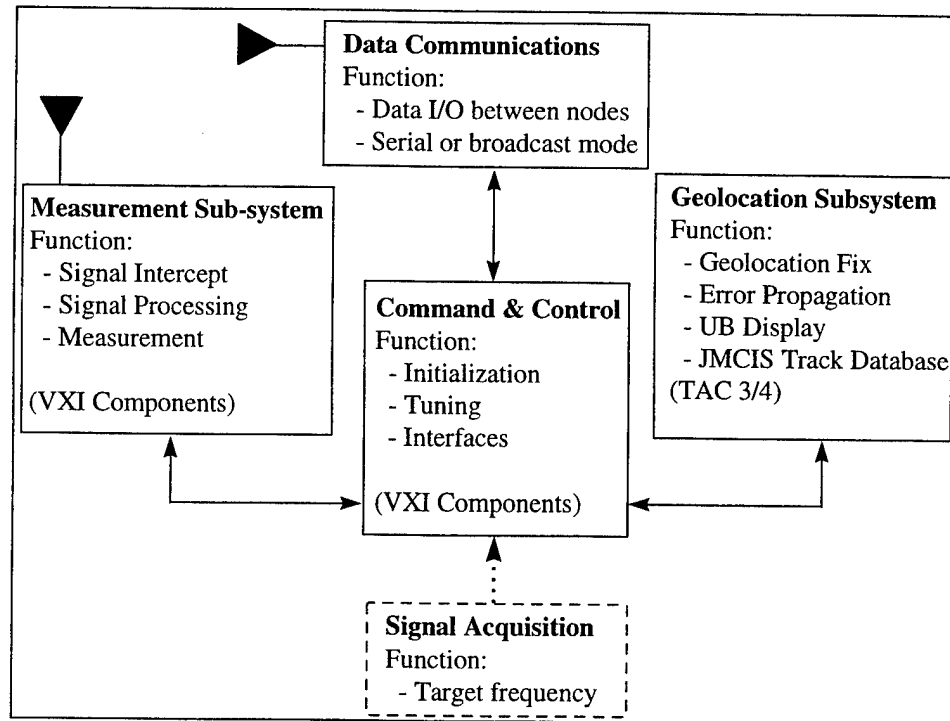 Data Communications
Function:
- Data I/O between nodes
- Serial or broadcast mode
Measurement Sub-system
Function:
- Signal Intercept
- Signal Processing
- Measurement
(VXI Components)
Command & Control
Function:
- Initialization
- Tuning
- Interfaces
(VXI Components)
Geolocation Subsystem
Function:
- Geolocation Fix
- Error Propagation
- UB Display
- JMCIS Track Database
(TAC 3/4)
Signal Acquisition
Function:
- Target frequency